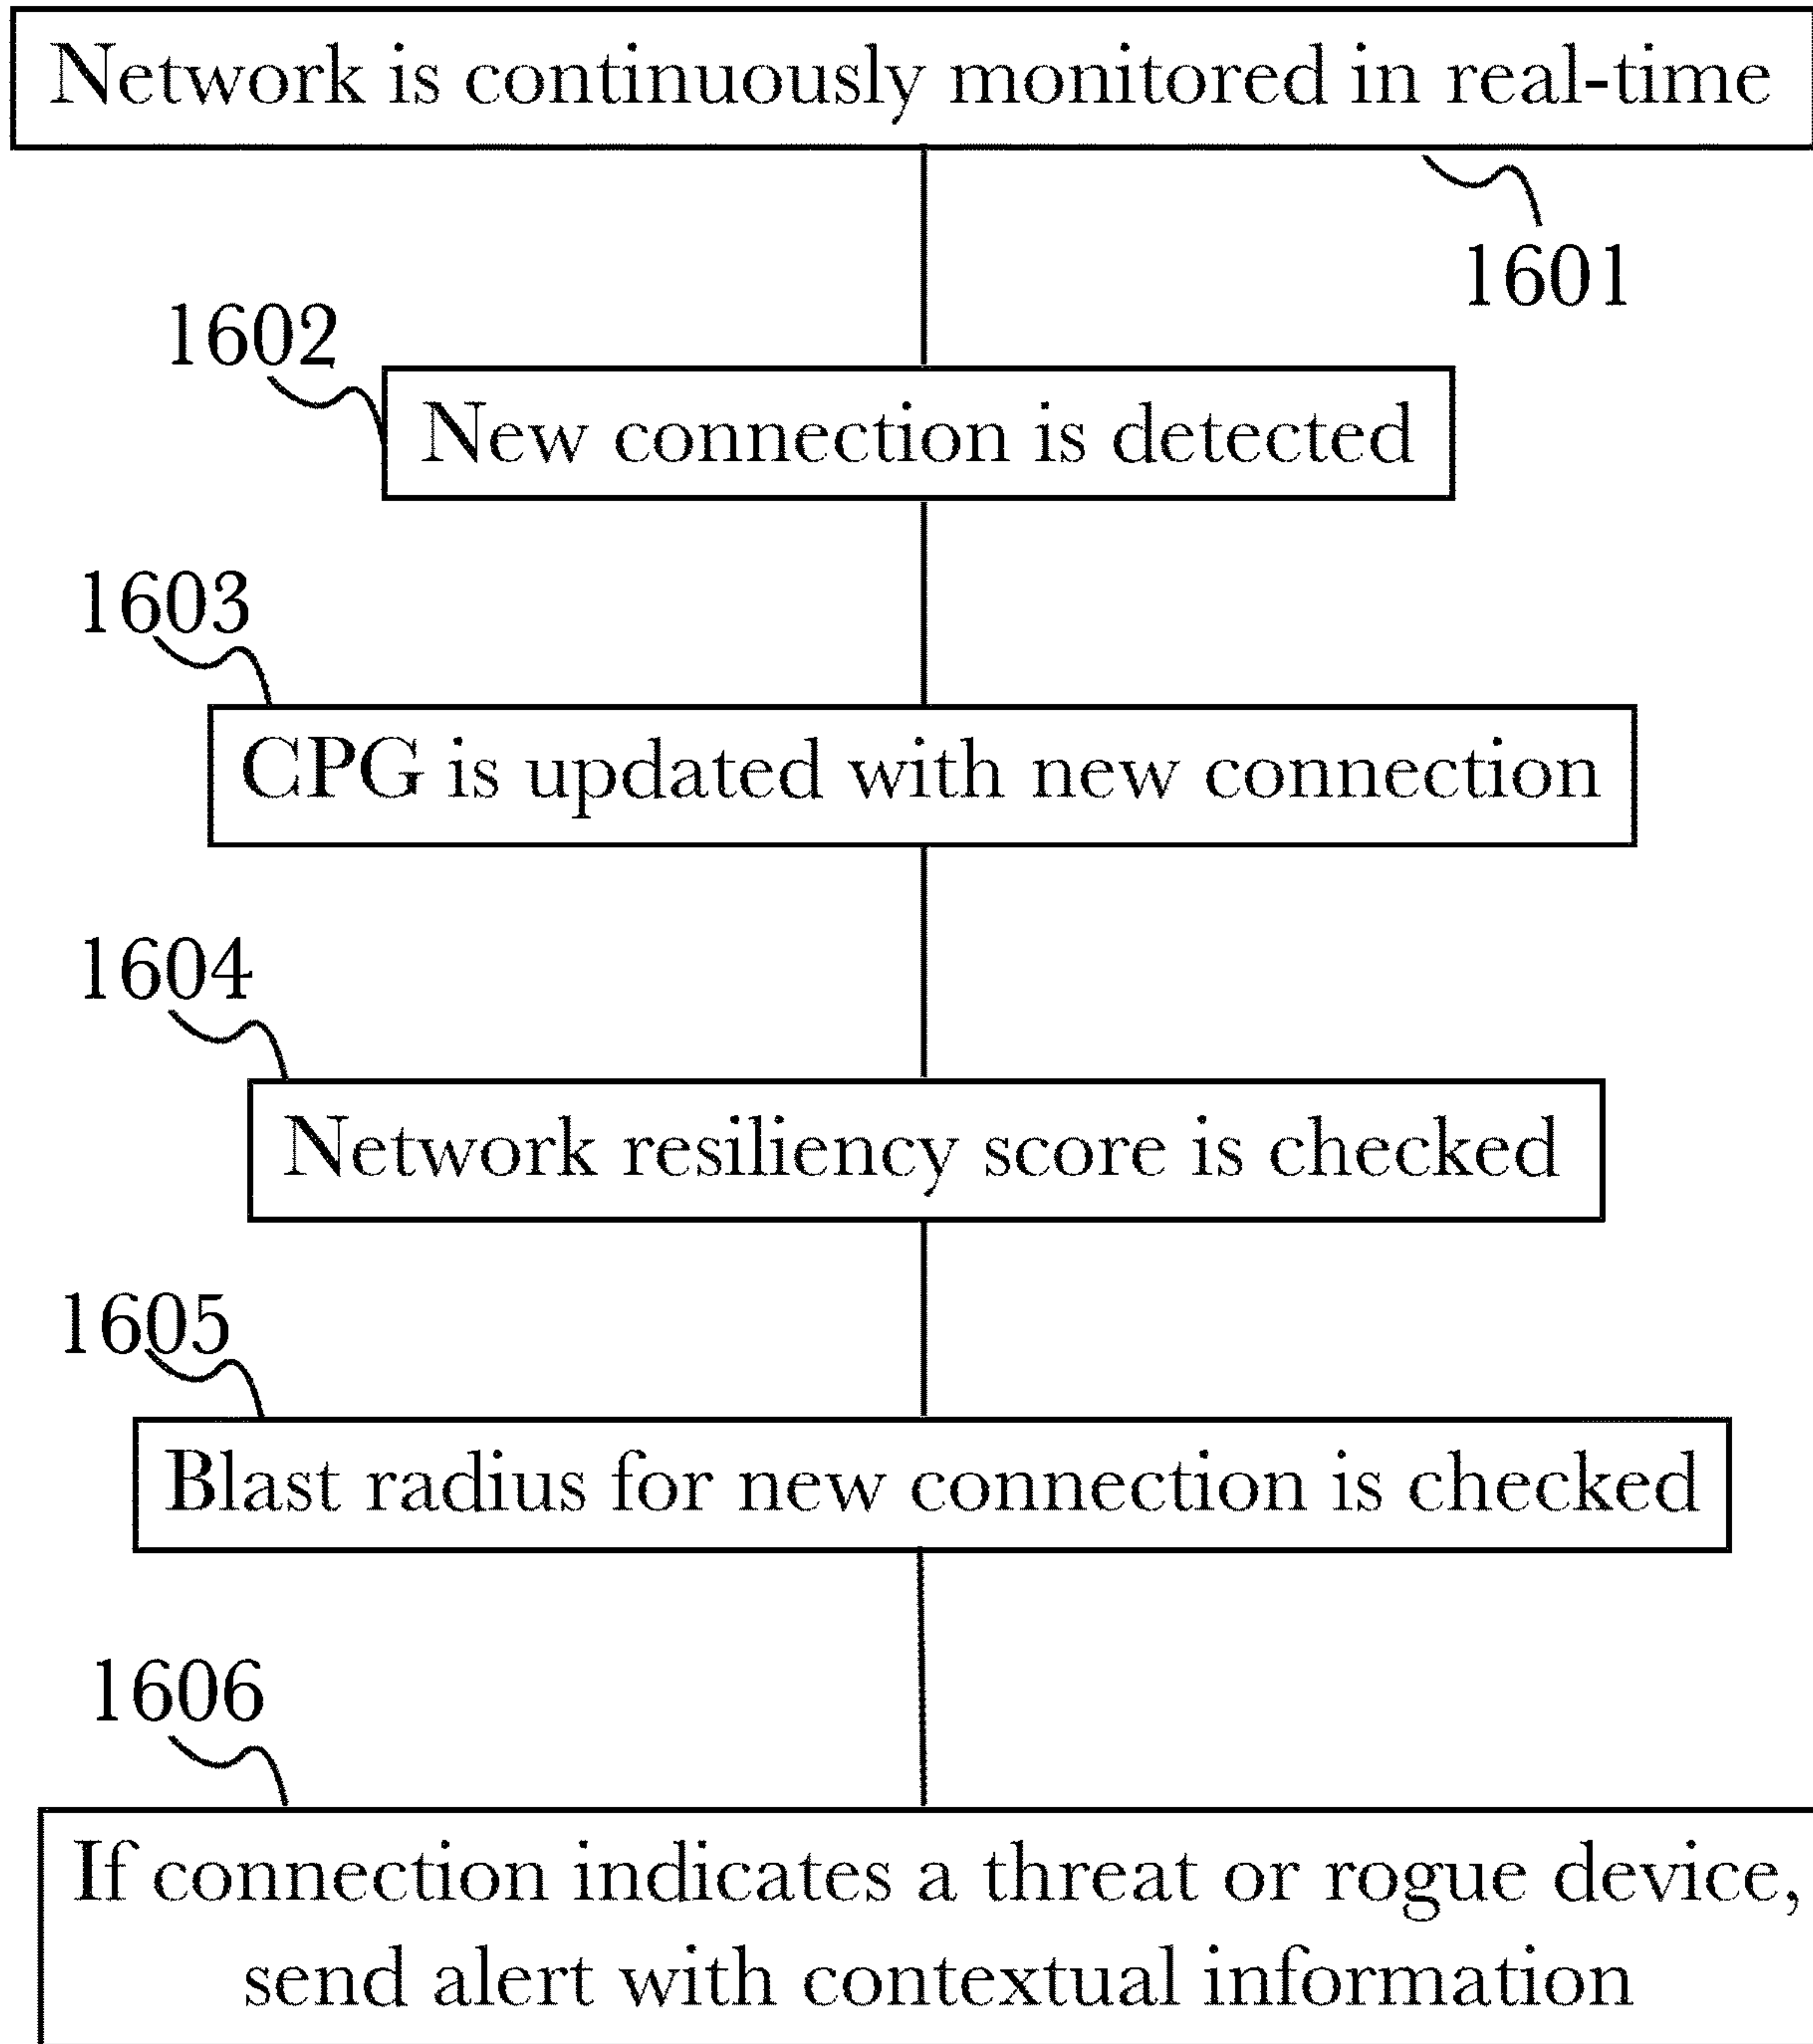 Network is continuously monitored in real-time
1601
1602
New connection is detected
1603
CPG is updated with new connection
1604
Network resiliency score is checked
1605
Blast radius for new connection is checked
1606
If connection indicates a threat or rogue device,
send alert with contextual information